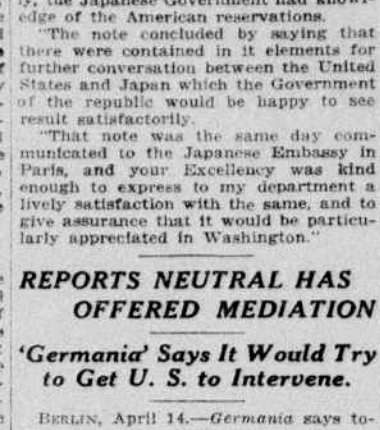 ly, the Japanese Government had knowl-
edge of the American reservations.
"The note concluded by saying that
there were contained in it elements for
further conversation between the United
States and Japan which the Government
of the republic would be happy to see
result satisfactorily.
"That note was the same day com-
municated to the Japanese Embassy in
Paris, and your Excellency was kind
enough to express to my department a
lively satisfaction with the same, and to
give assurance that it would be particu-
larly appreciated in Washington."
REPORTS NEUTRAL HAS
OFFERED MEDIATION
'Germania' Says It Would Try
to Get U. S. to Intervene.
BERLIN, April 14.—Germania says to-